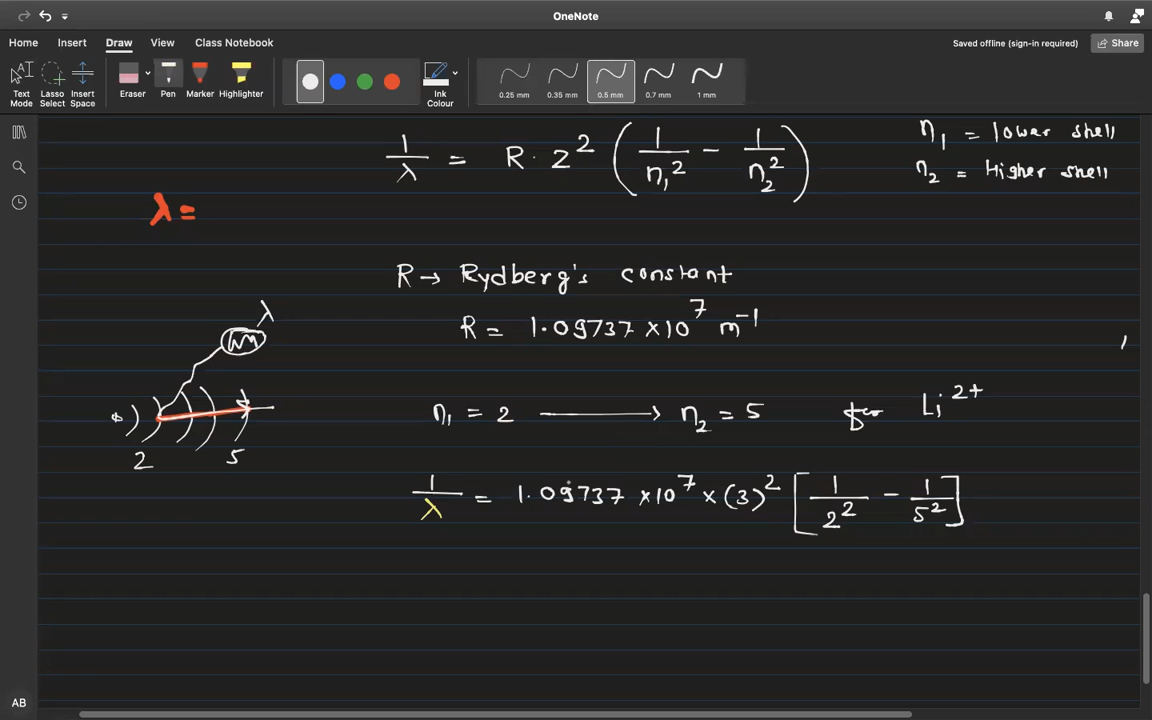 OneNote
Home Insert Draw View Class Notebook
Saved offline (sign-in required) Share
Text Mode Lasso Select Insert Space Eraser Pen Marker Highlighter Ink Colour 0.25 mm 0.35 mm 0.5 mm 0.7 mm 1 mm
1/λ = R · Z² (1/n₁² − 1/n₂²)
n₁ = lower shell
n₂ = Higher shell
λ =
R → Rydberg's constant
R = 1.09737 × 10⁷ m⁻¹
λ
2 5
n₁ = 2 ⟶ n₂ = 5 for Li²⁺
1/λ = 1.09737 × 10⁷ × (3)² [1/2² − 1/5²]
AB